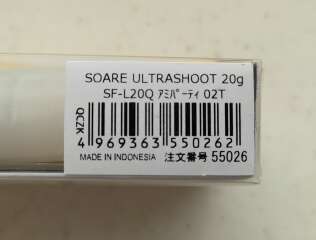 SOARE ULTRASHOOT 20g
SF-L20Q ｱﾐﾊﾟｰﾃｨ 02T
QCZK
4 969363 550262
MADE IN INDONESIA 注文番号 55026